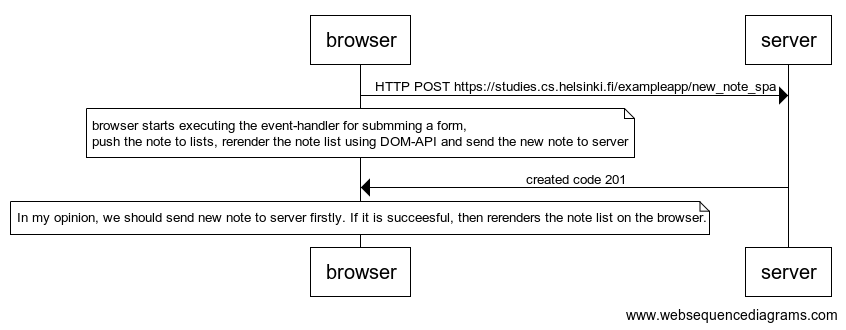 browser
server
HTTP POST https://studies.cs.helsinki.fi/exampleapp/new_note_spa
browser starts executing the event-handler for submming a form,
push the note to lists, rerender the note list using DOM-API and send the new note to server
created code 201
In my opinion, we should send new note to server firstly. If it is succeesful, then rerenders the note list on the browser.
browser
server
www.websequencediagrams.com